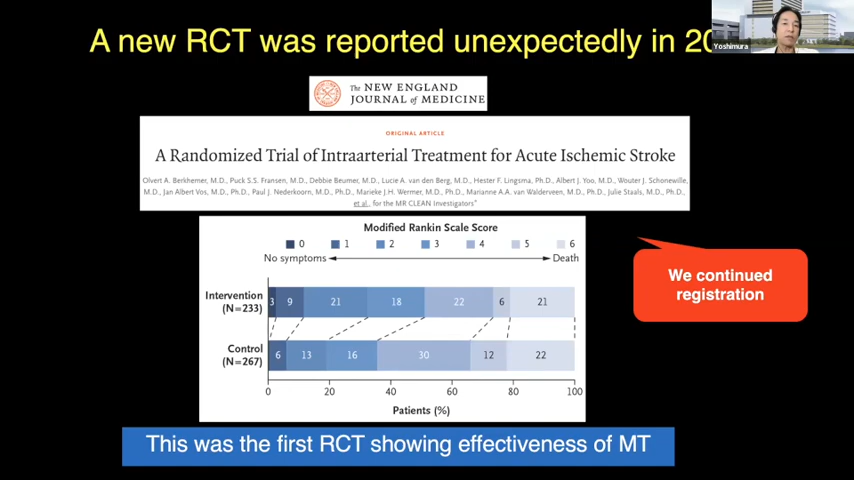 A new RCT was reported unexpectedly in 20
Yoshimura
The NEW ENGLAND
JOURNAL of MEDICINE
ORIGINAL ARTICLE
A Randomized Trial of Intraarterial Treatment for Acute Ischemic Stroke
Olvert A. Berkhemer, M.D., Puck S.S. Fransen, M.D., Debbie Beumer, M.D., Lucie A. van den Berg, M.D., Hester F. Lingsma, Ph.D., Albert J. Yoo, M.D., Wouter J. Schonewille,
M.D., Jan Albert Vos, M.D., Ph.D., Paul J. Nederkoorn, M.D., Ph.D., Marieke J.H. Wermer, M.D., Ph.D., Marianne A.A. van Walderveen, M.D., Ph.D., Julie Staals, M.D., Ph.D.,
et al., for the MR CLEAN Investigators*
Modified Rankin Scale Score
0 1 2 3 4 5 6
No symptoms Death
Intervention
(N=233)
3 9 21 18 22 6 21
We continued
registration
Control
(N=267)
6 13 16 30 12 22
0 20 40 60 80 100
Patients (%)
This was the first RCT showing effectiveness of MT